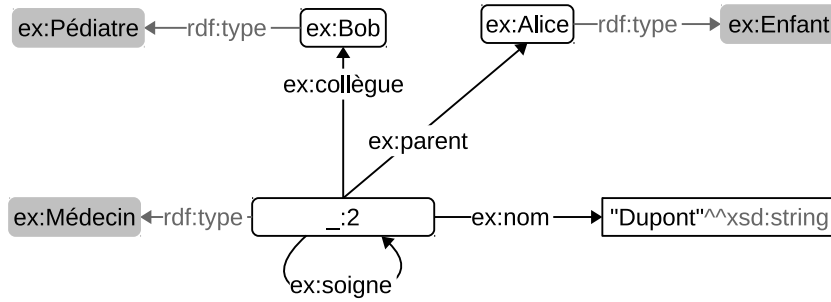 ex:Pédiatre rdf:type ex:Bob ex:Alice rdf:type ex:Enfant
ex:collègue
ex:parent
ex:Médecin rdf:type _:2 ex:nom "Dupont"^^xsd:string
ex:soigne